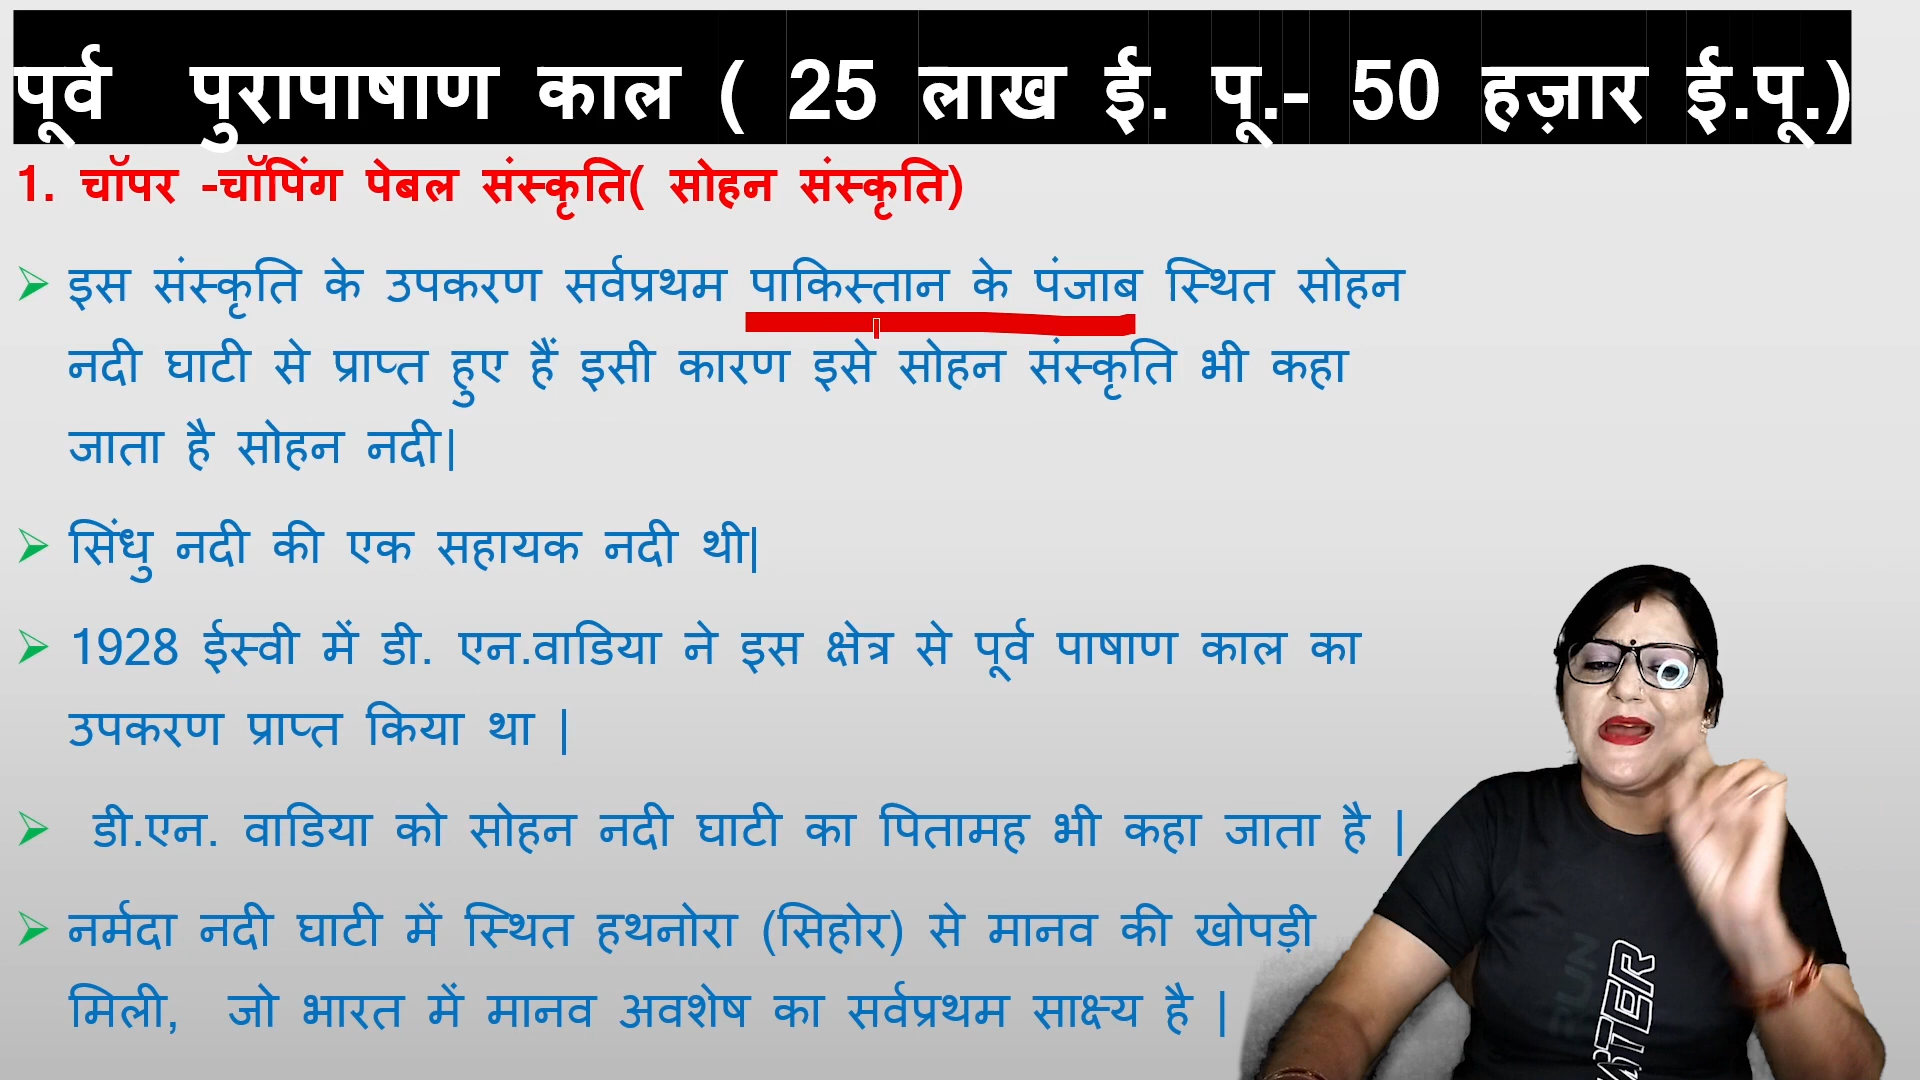 पूर्व पुरापाषाण काल ( 25 लाख ई. पू.- 50 हज़ार ई.पू.)
1. चॉपर -चॉपिंग पेबल संस्कृति( सोहन संस्कृति)
इस संस्कृति के उपकरण सर्वप्रथम पाकिस्तान के पंजाब स्थित सोहन
नदी घाटी से प्राप्त हुए हैं इसी कारण इसे सोहन संस्कृति भी कहा
जाता है सोहन नदी|
सिंधु नदी की एक सहायक नदी थी|
1928 ईस्वी में डी. एन.वाडिया ने इस क्षेत्र से पूर्व पाषाण काल का
उपकरण प्राप्त किया था |
डी.एन. वाडिया को सोहन नदी घाटी का पितामह भी कहा जाता है |
नर्मदा नदी घाटी में स्थित हथनोरा (सिहोर) से मानव की खोपड़ी
मिली, जो भारत में मानव अवशेष का सर्वप्रथम साक्ष्य है |
RUN